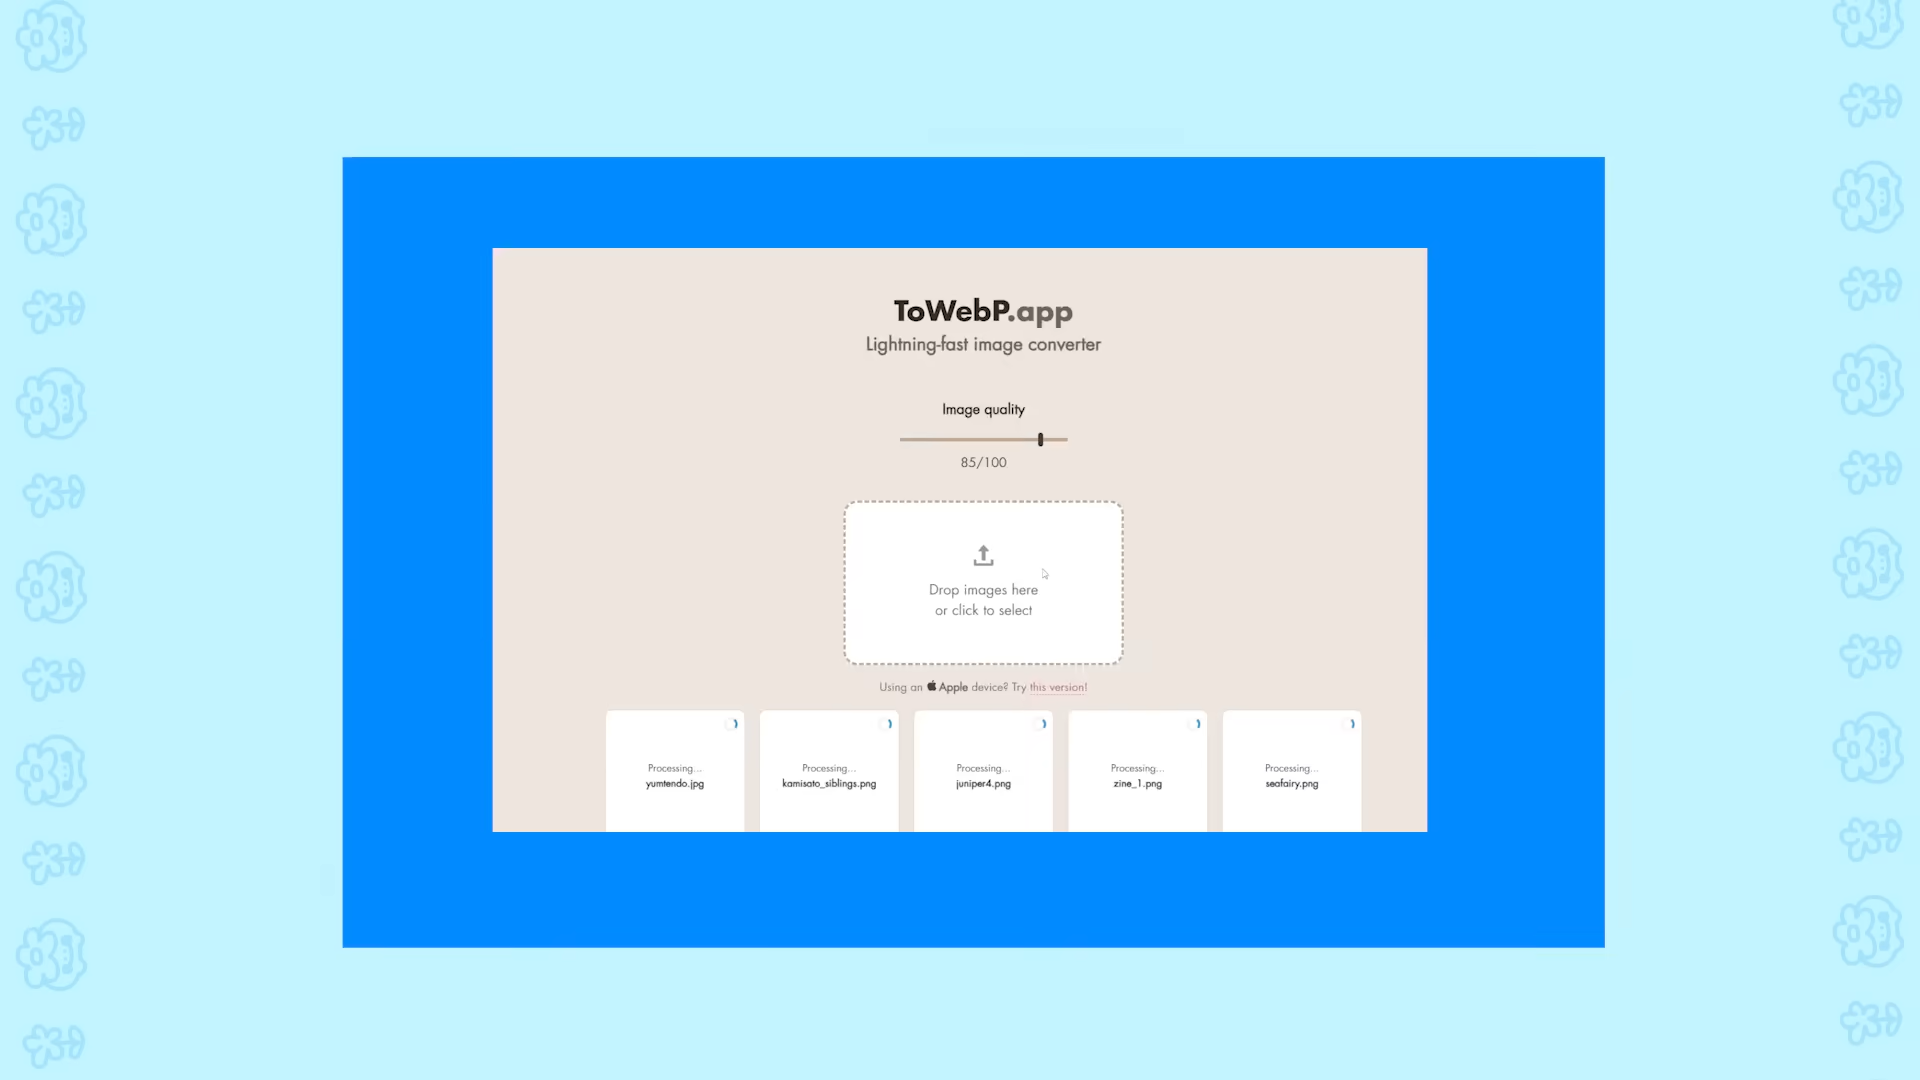 ToWebP.app
Lightning-fast image converter
Image quality
85/100
Drop images here
or click to select
Using an Apple device? Try this version!
Processing...
yumtendo.jpg
Processing...
kamisato_siblings.png
Processing...
juniper4.png
Processing...
zine_1.png
Processing...
seafairy.png